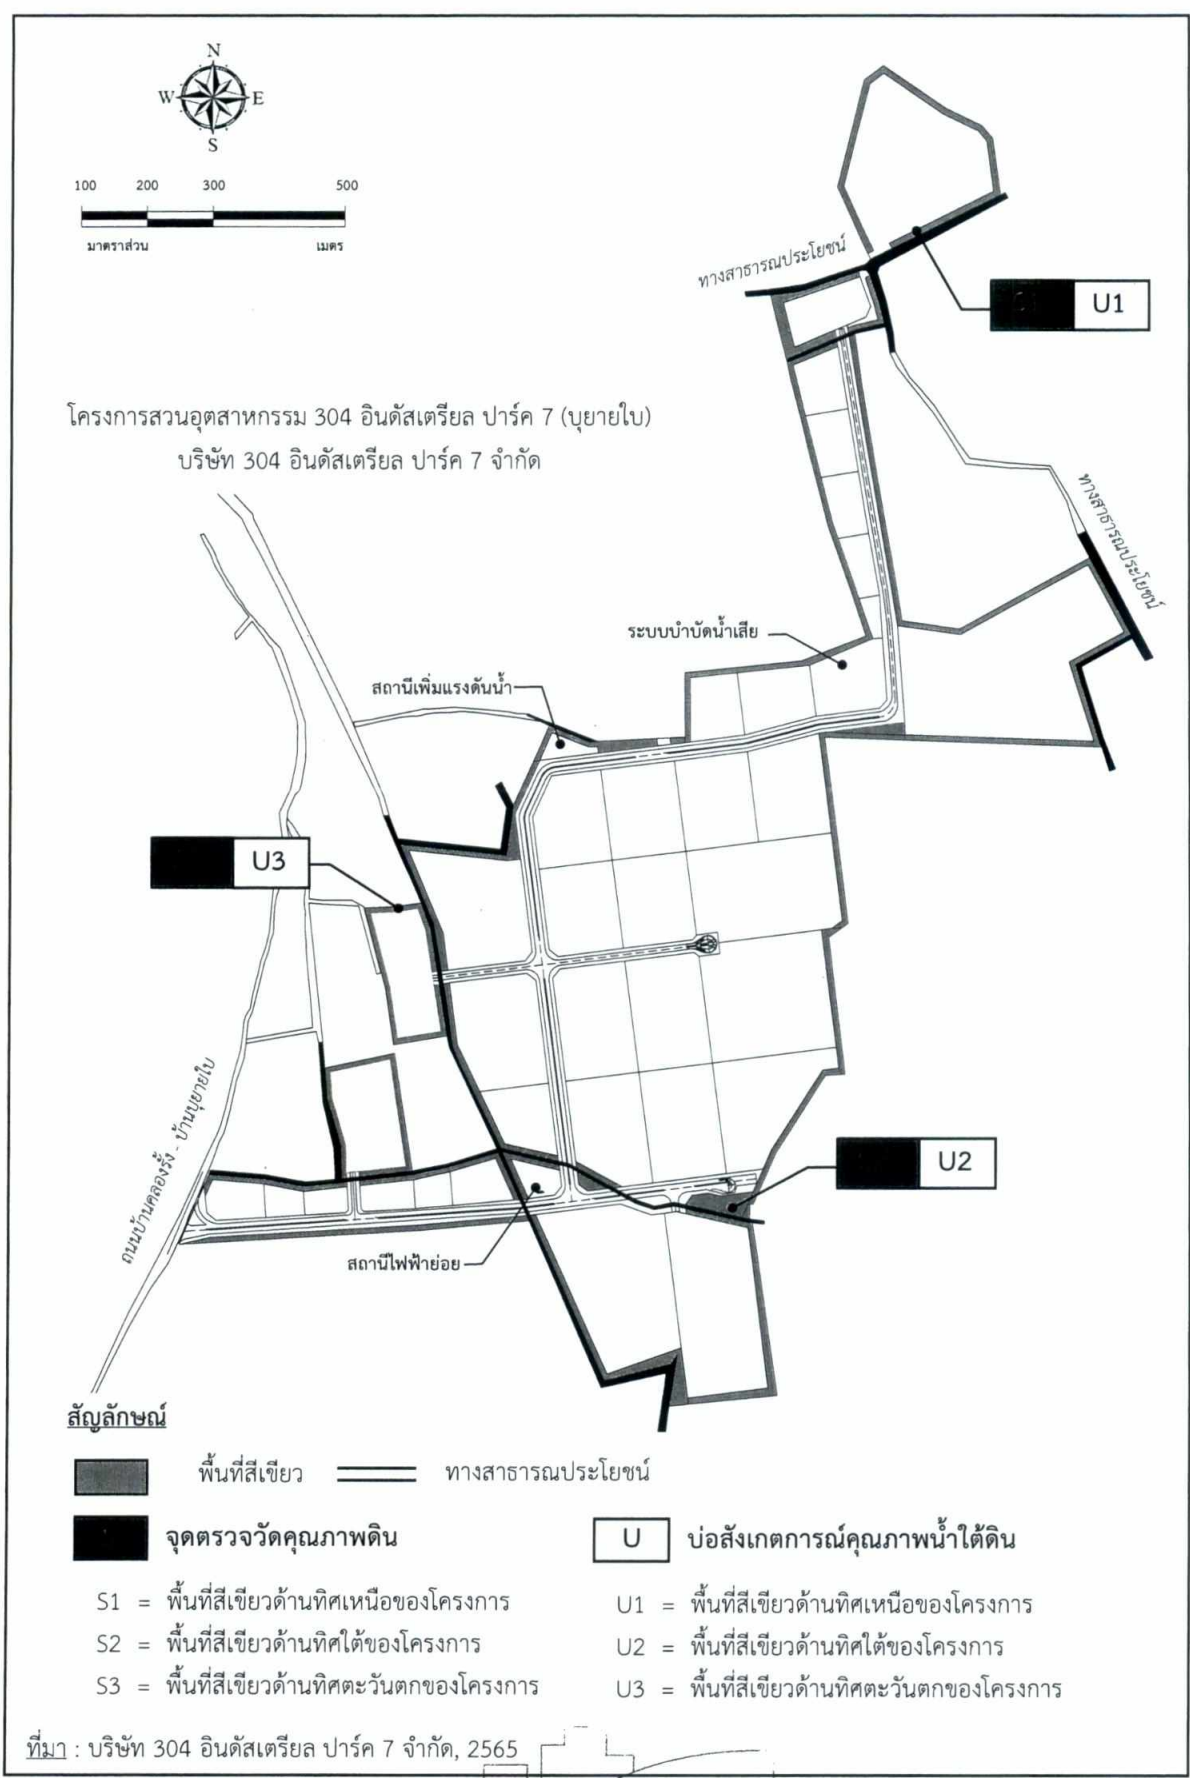 N
W E
S
100 200 300 500
มาตราส่วน เมตร
ทางสาธารณประโยชน์
U1
โครงการสวนอุตสาหกรรม 304 อินดัสเตรียล ปาร์ค 7 (บุยายใบ)
บริษัท 304 อินดัสเตรียล ปาร์ค 7 จำกัด
ทางสาธารณประโยชน์
ระบบบำบัดน้ำเสีย
สถานีเพิ่มแรงดันน้ำ
U3
ถนนบ้านคลองรั้ง - บ้านบุยายใบ
U2
สถานีไฟฟ้าย่อย
สัญลักษณ์
พื้นที่สีเขียว ทางสาธารณประโยชน์
จุดตรวจวัดคุณภาพดิน U บ่อสังเกตการณ์คุณภาพน้ำใต้ดิน
S1 = พื้นที่สีเขียวด้านทิศเหนือของโครงการ U1 = พื้นที่สีเขียวด้านทิศเหนือของโครงการ
S2 = พื้นที่สีเขียวด้านทิศใต้ของโครงการ U2 = พื้นที่สีเขียวด้านทิศใต้ของโครงการ
S3 = พื้นที่สีเขียวด้านทิศตะวันตกของโครงการ U3 = พื้นที่สีเขียวด้านทิศตะวันตกของโครงการ
ที่มา : บริษัท 304 อินดัสเตรียล ปาร์ค 7 จำกัด, 2565